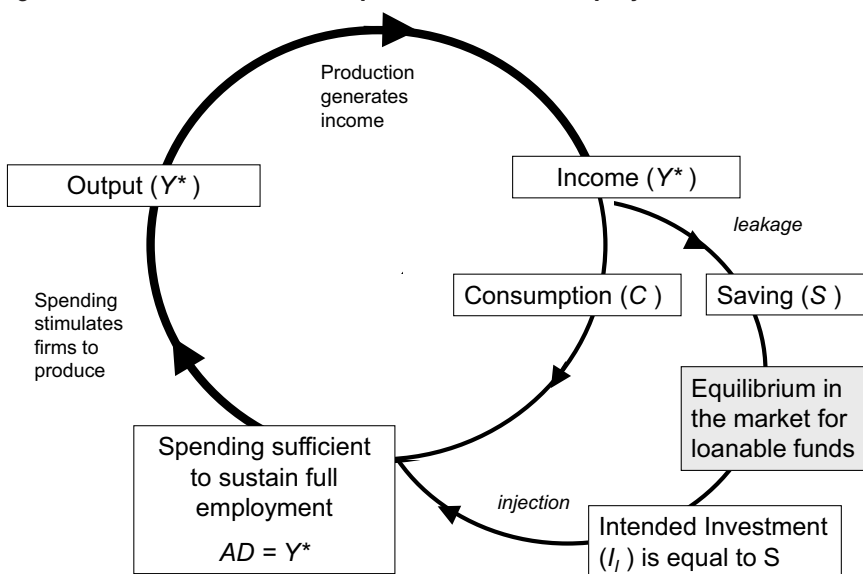 Production
generates
income
Output (Y* )
Income (Y* )
leakage
Consumption (C )
Saving (S )
Spending
stimulates
firms to
produce
Equilibrium in
the market for
loanable funds
Spending sufficient
to sustain full
employment
AD = Y*
injection
Intended Investment
(I_I ) is equal to S